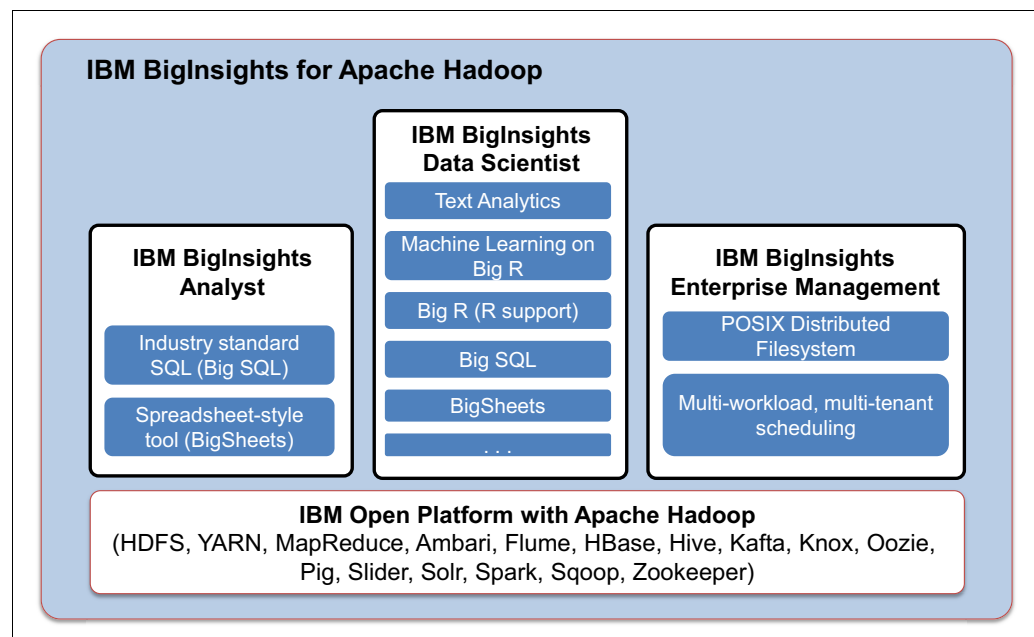 IBM BigInsights for Apache Hadoop
IBM BigInsights
Analyst
Industry standard
SQL (Big SQL)
Spreadsheet-style
tool (BigSheets)
IBM BigInsights
Data Scientist
Text Analytics
Machine Learning on
Big R
Big R (R support)
Big SQL
BigSheets
. . .
IBM BigInsights
Enterprise Management
POSIX Distributed
Filesystem
Multi-workload, multi-tenant
scheduling
IBM Open Platform with Apache Hadoop
(HDFS, YARN, MapReduce, Ambari, Flume, HBase, Hive, Kafta, Knox, Oozie,
Pig, Slider, Solr, Spark, Sqoop, Zookeeper)